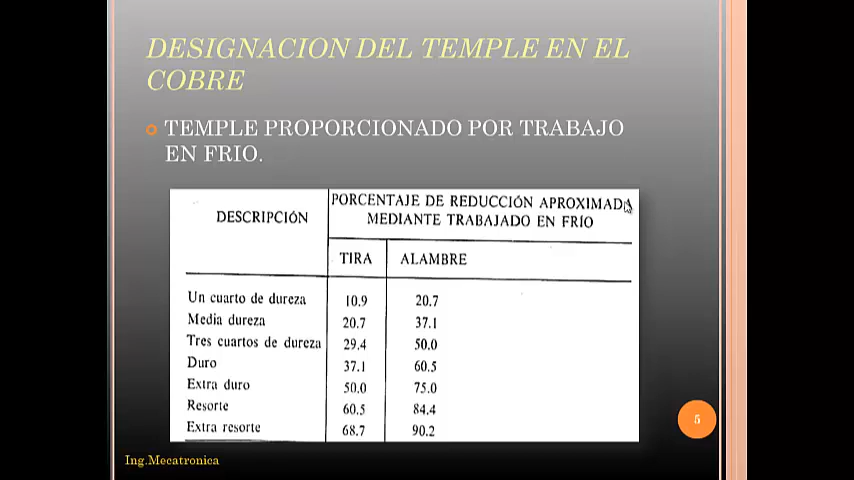 DESIGNACION DEL TEMPLE EN EL
COBRE
TEMPLE PROPORCIONADO POR TRABAJO
EN FRIO.
DESCRIPCIÓN
PORCENTAJE DE REDUCCIÓN APROXIMADA
MEDIANTE TRABAJADO EN FRÍO
TIRA ALAMBRE
Un cuarto de dureza 10.9 20.7
Media dureza 20.7 37.1
Tres cuartos de dureza 29.4 50.0
Duro 37.1 60.5
Extra duro 50.0 75.0
Resorte 60.5 84.4
Extra resorte 68.7 90.2
5
Ing.Mecatronica